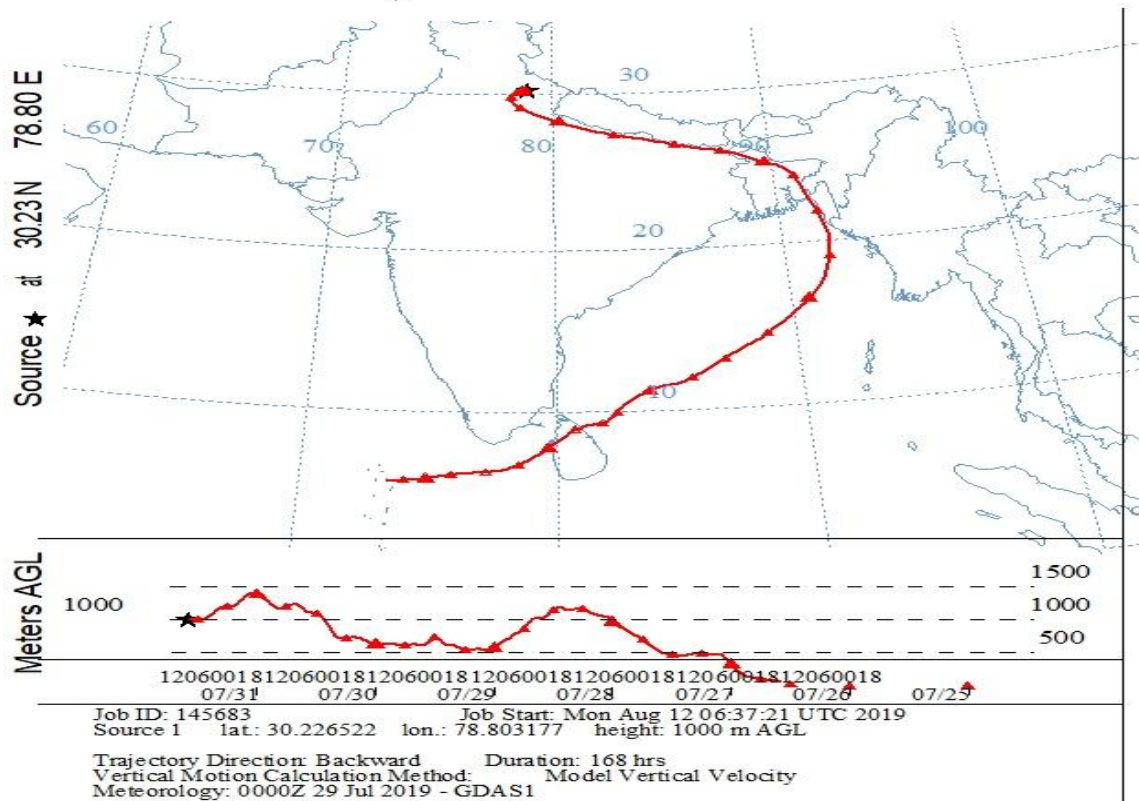 Source ★ at 30.23 N 78.80 E
30
60
70
80
90
100
20
10
Meters AGL
1500
1000
1000
500
12060018120600181206001812060018120600181206001812060018
07/31 07/30 07/29 07/28 07/27 07/26 07/25
Job ID: 145683 Job Start: Mon Aug 12 06:37:21 UTC 2019
Source 1 lat.: 30.226522 lon.: 78.803177 height: 1000 m AGL
Trajectory Direction: Backward Duration: 168 hrs
Vertical Motion Calculation Method: Model Vertical Velocity
Meteorology: 0000Z 29 Jul 2019 - GDAS1